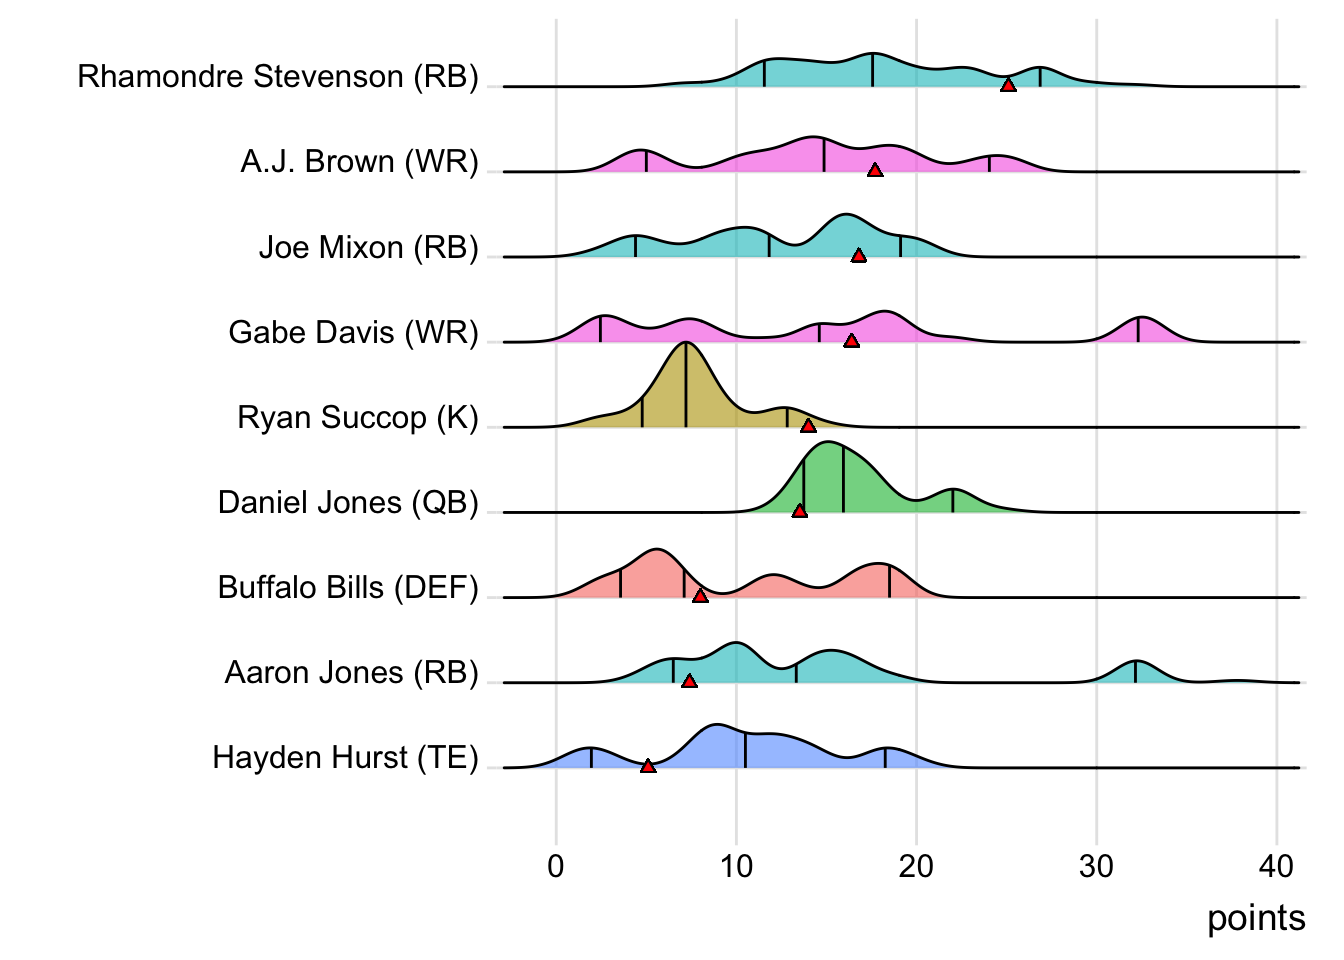 Rhamondre Stevenson (RB)
A.J. Brown (WR)
Joe Mixon (RB)
Gabe Davis (WR)
Ryan Succop (K)
Daniel Jones (QB)
Buffalo Bills (DEF)
Aaron Jones (RB)
Hayden Hurst (TE)
0 10 20 30 40
points